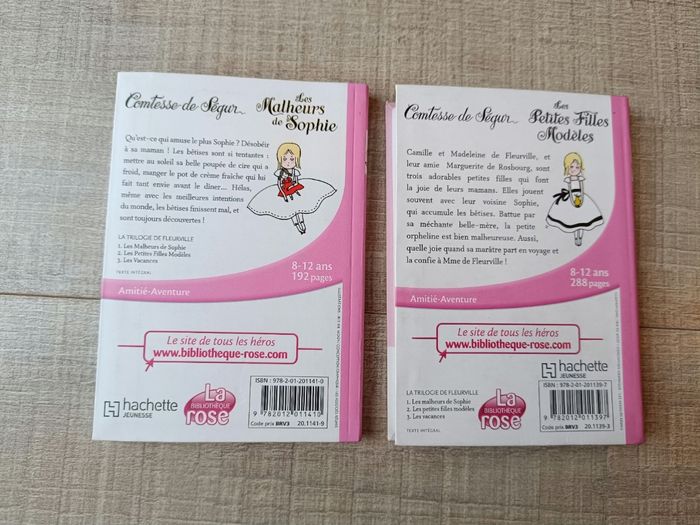 Comtesse de Ségur
Les
Malheurs
de Sophie
Qu'est-ce qui amuse le plus Sophie ? Désobéir
à sa maman ! Les bêtises sont si tentantes :
mettre au soleil sa belle poupée de cire qui a
froid, manger le pot de crème fraîche qui lui
fait tant envie avant le dîner... Hélas,
même avec les meilleures intentions
du monde, les bêtises finissent mal, et
sont toujours découvertes !
LA TRILOGIE DE FLEURVILLE
1. Les Malheurs de Sophie
2. Les Petites Filles Modèles
3. Les Vacances
TEXTE INTÉGRAL
8-12 ans
192 pages
Amitié-Aventure
Le site de tous les héros
www.bibliotheque-rose.com
hachette
JEUNESSE
La
BIBLIOTHÈQUE
rose
ISBN : 978-2-01-201141-0
9 782012 011410
Code prix BRV3 20.1141-9
Comtesse de Ségur
Les
Petites Filles
Modèles
Camille et Madeleine de Fleurville, et
leur amie Marguerite de Rosbourg, sont
trois adorables petites filles qui font
la joie de leurs mamans. Elles jouent
souvent avec leur voisine Sophie,
qui accumule les bêtises. Battue par
sa méchante belle-mère, la petite
orpheline est bien malheureuse. Aussi,
quelle joie quand sa marâtre part en voyage
et la confie à Mme de Fleurville !
8-12 ans
288 pages
Amitié-Aventure
Le site de tous les héros
www.bibliotheque-rose.com
hachette
JEUNESSE
LA TRILOGIE DE FLEURVILLE
1. Les malheurs de Sophie
2. Les petites filles modèles
3. Les vacances
TEXTE INTÉGRAL
La
BIBLIOTHÈQUE
rose
ISBN : 978-2-01-201139-7
9 782012 011397
Code prix BRV3 20.1139-3